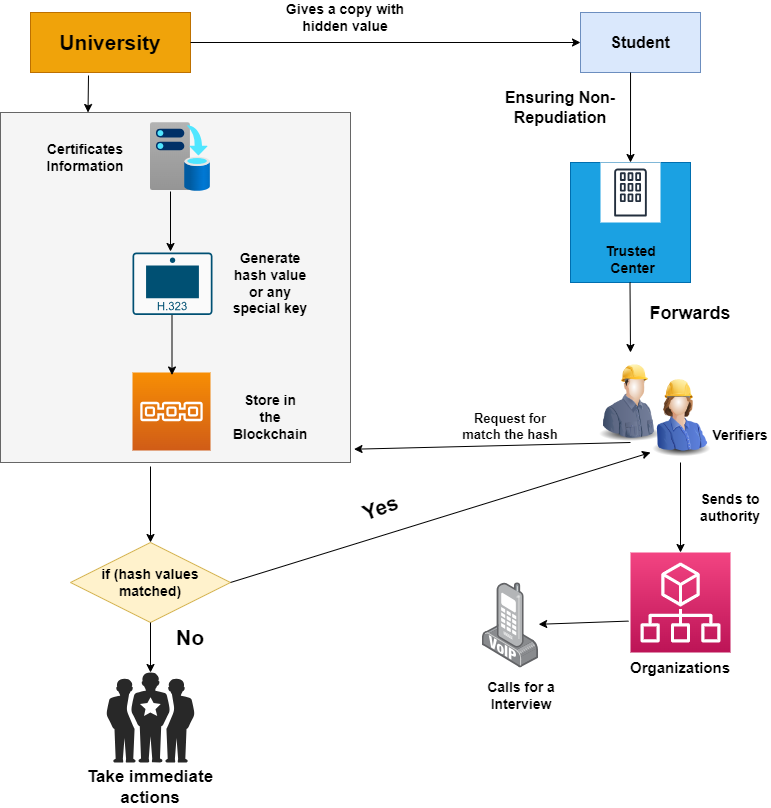 Gives a copy with
hidden value
University
Student
Ensuring Non-
Repudiation
Certificates
Information
Generate
hash value
or any
special key
H.323
Trusted
Center
Forwards
Store in
the
Blockchain
Request for
match the hash
Verifiers
Yes
Sends to
authority
if (hash values
matched)
No
VoIP
Organizations
Calls for a
Interview
Take immediate
actions